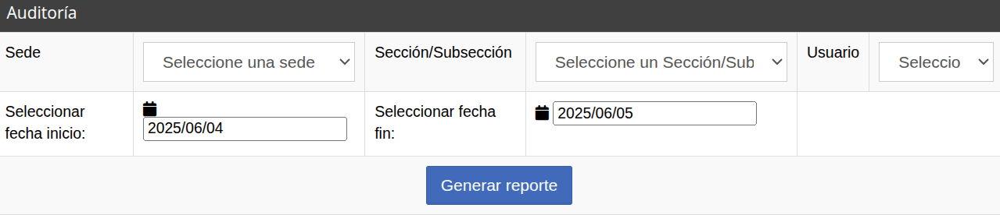 Auditoría
Sede
Seleccione una sede
Sección/Subsección
Seleccione un Sección/Sub
Usuario
Seleccio
Seleccionar
fecha inicio:
2025/06/04
Seleccionar fecha
fin:
2025/06/05
Generar reporte